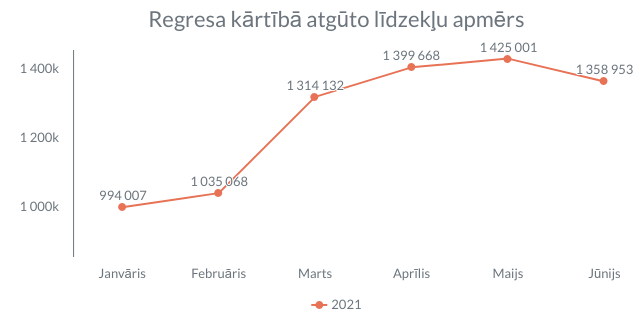 Regresa kārtībā atgūto līdzekļu apmērs
1 400k
1 200k
1 000k
994 007
1 035 068
1 314 132
1 399 668
1 425 001
1 358 953
Janvāris Februāris Marts Aprīlis Maijs Jūnijs
2021